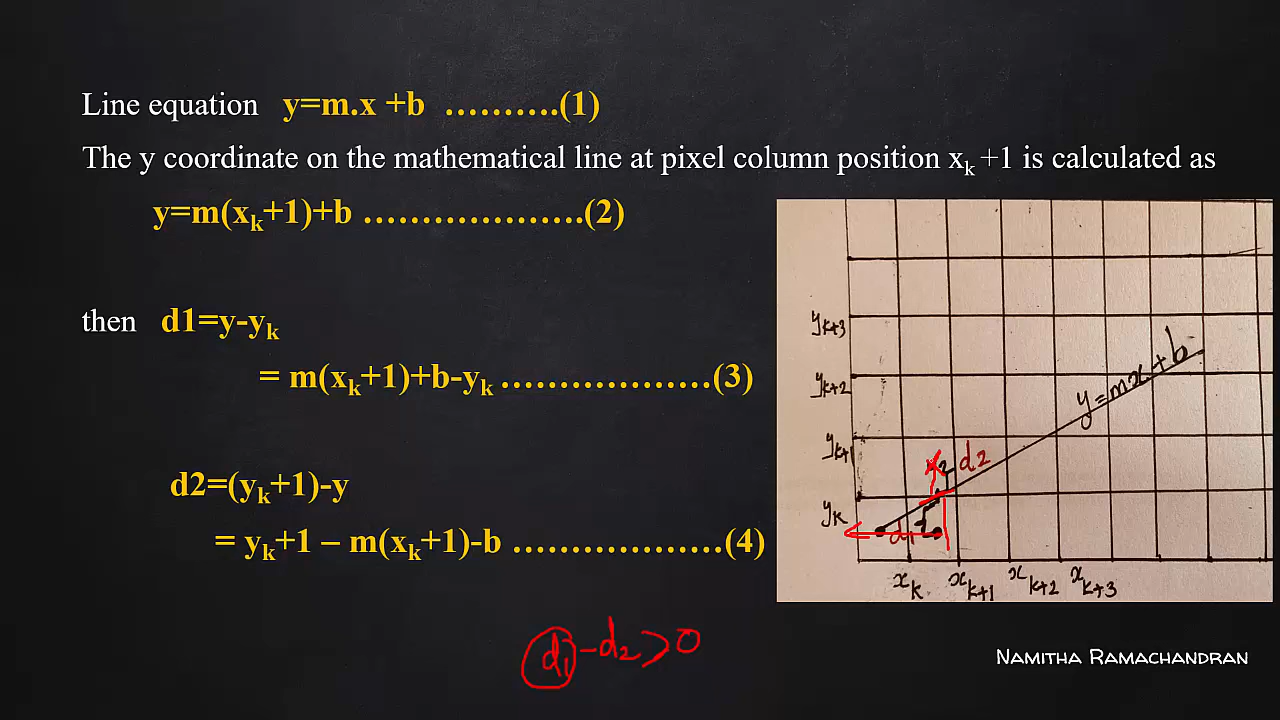 Line equation y=m.x +b ……….(1)
The y coordinate on the mathematical line at pixel column position xₖ +1 is calculated as
y=m(xₖ+1)+b ……………….(2)
then d1=y-yₖ
= m(xₖ+1)+b-yₖ ………………(3)
d2=(yₖ+1)-y
= yₖ+1 – m(xₖ+1)-b ………………(4)
d₁-d₂>0
yₖ₊₃
yₖ₊₂
yₖ₊₁
yₖ
y=mx+b
d2
d₁
xₖ
xₖ₊₁
xₖ₊₂
xₖ₊₃
Namitha Ramachandran